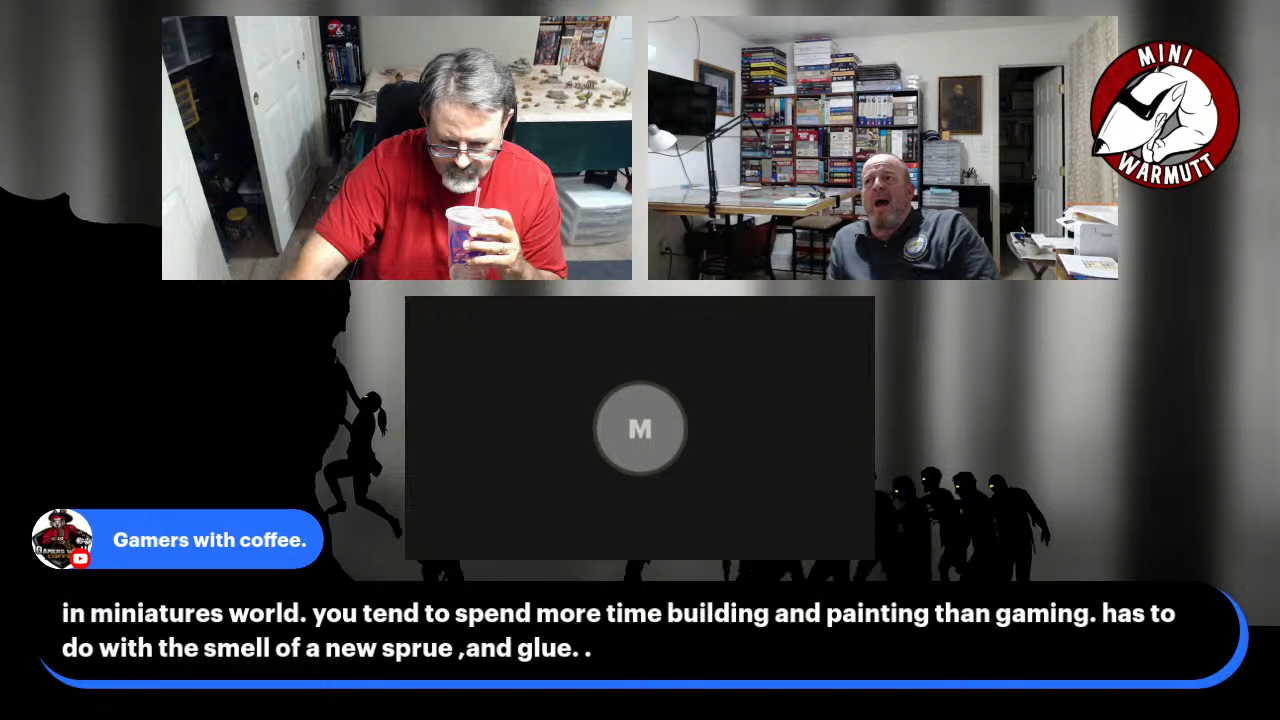 MINI
WARMUTT
M
Gamers with coffee.
in miniatures world. you tend to spend more time building and painting than gaming. has to
do with the smell of a new sprue ,and glue. .